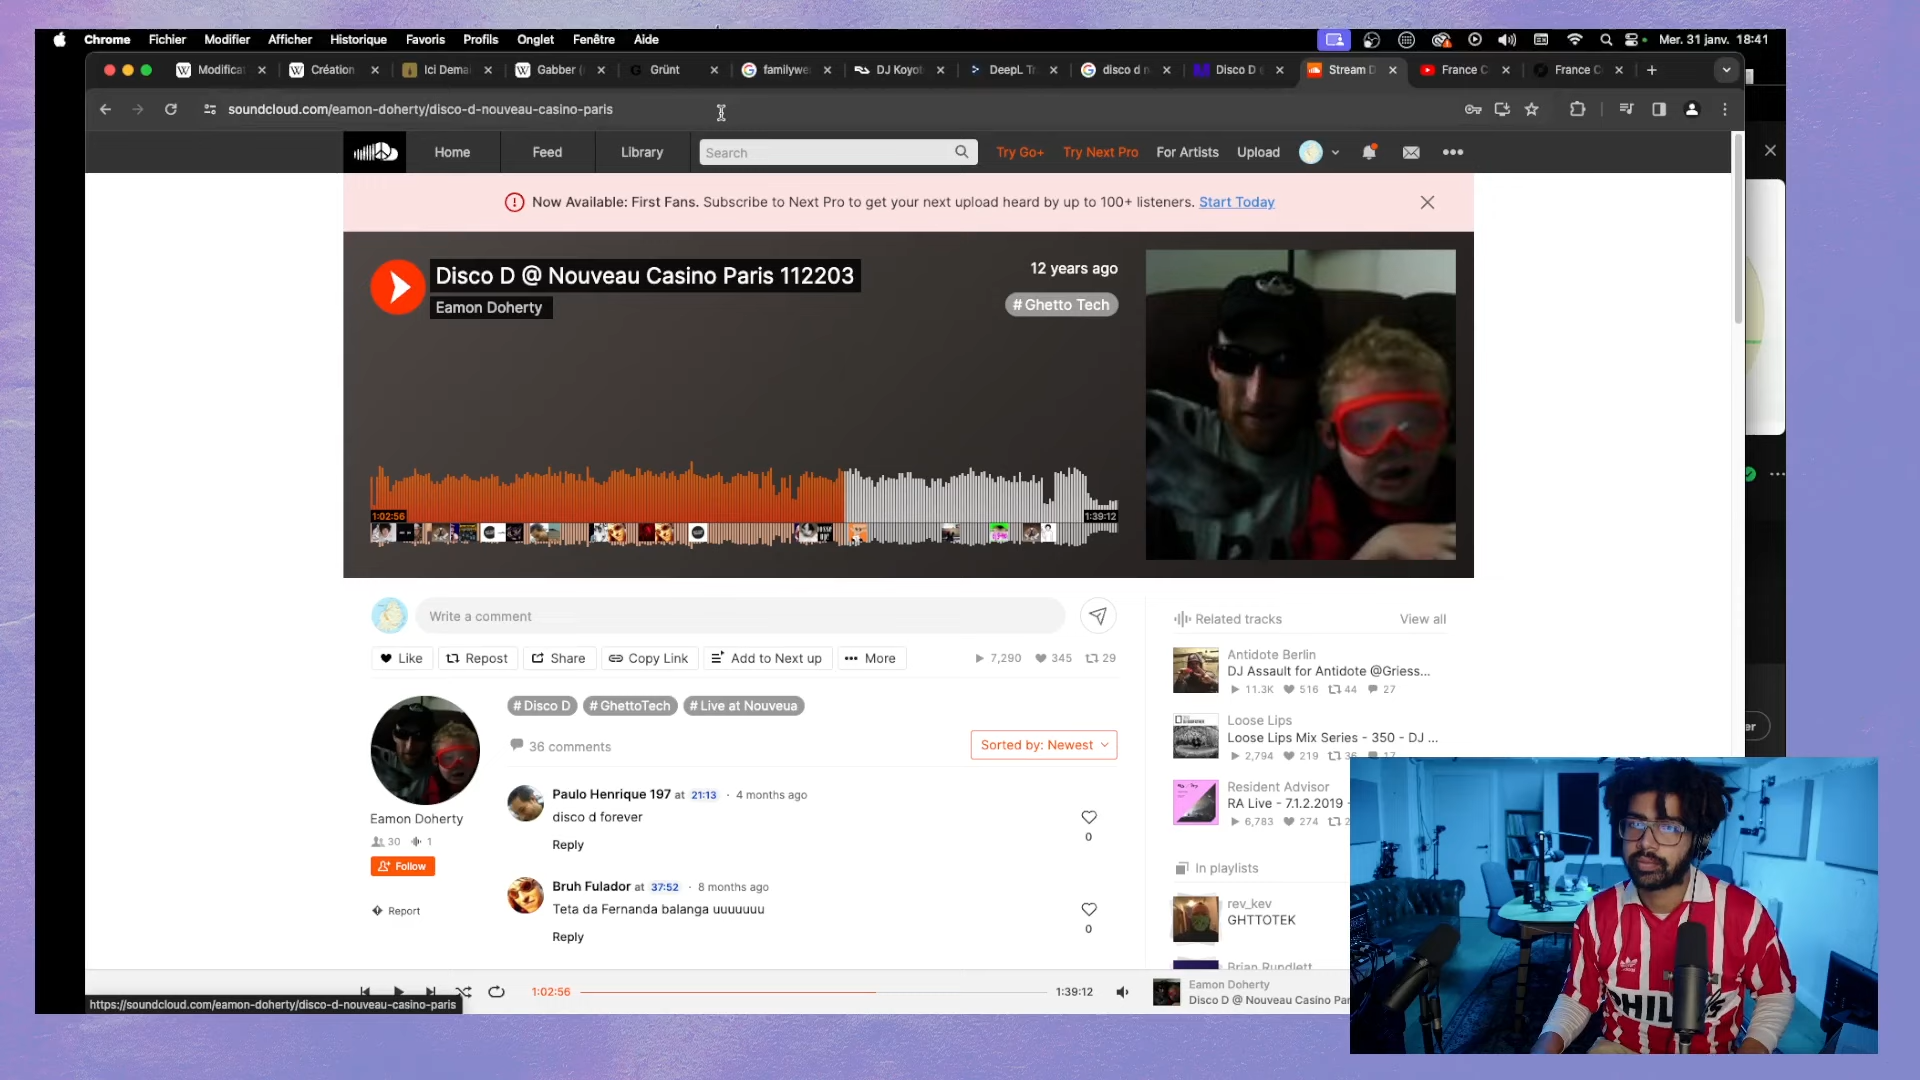 Chrome Fichier Modifier Afficher Historique Favoris Profils Onglet Fenêtre Aide Mer. 31 janv. 18:41
Modifica Création Ici Demai Gabber ( Grünt familywe DJ Koyot DeepL Tr disco d n Disco D Stream D France C France C
soundcloud.com/eamon-doherty/disco-d-nouveau-casino-paris
Home Feed Library Search Try Go+ Try Next Pro For Artists Upload
Now Available: First Fans. Subscribe to Next Pro to get your next upload heard by up to 100+ listeners. Start Today
Disco D @ Nouveau Casino Paris 112203
12 years ago
Eamon Doherty
# Ghetto Tech
1:02:56 1:39:12
Write a comment
Like Repost Share Copy Link Add to Next up More 7,290 345 29
# Disco D # GhettoTech # Live at Nouveua
36 comments
Sorted by: Newest
Paulo Henrique 197 at 21:13 · 4 months ago
disco d forever
0
Reply
Bruh Fulador at 37:52 · 8 months ago
Teta da Fernanda balanga uuuuuuu
0
Reply
Eamon Doherty
30 1
Follow
Report
Related tracks View all
Antidote Berlin
DJ Assault for Antidote @Griess...
11.3K 516 44 27
Loose Lips
Loose Lips Mix Series - 350 - DJ ...
2,794 219 36 17
Resident Advisor
RA Live - 7.1.2.2019 -
6,783 274 2
In playlists
rev_kev
GHTTOTEK
Brian Rundlett
er
1:02:56 1:39:12
Eamon Doherty
Disco D @ Nouveau Casino Par
https://soundcloud.com/eamon-doherty/disco-d-nouveau-casino-paris
PHIL